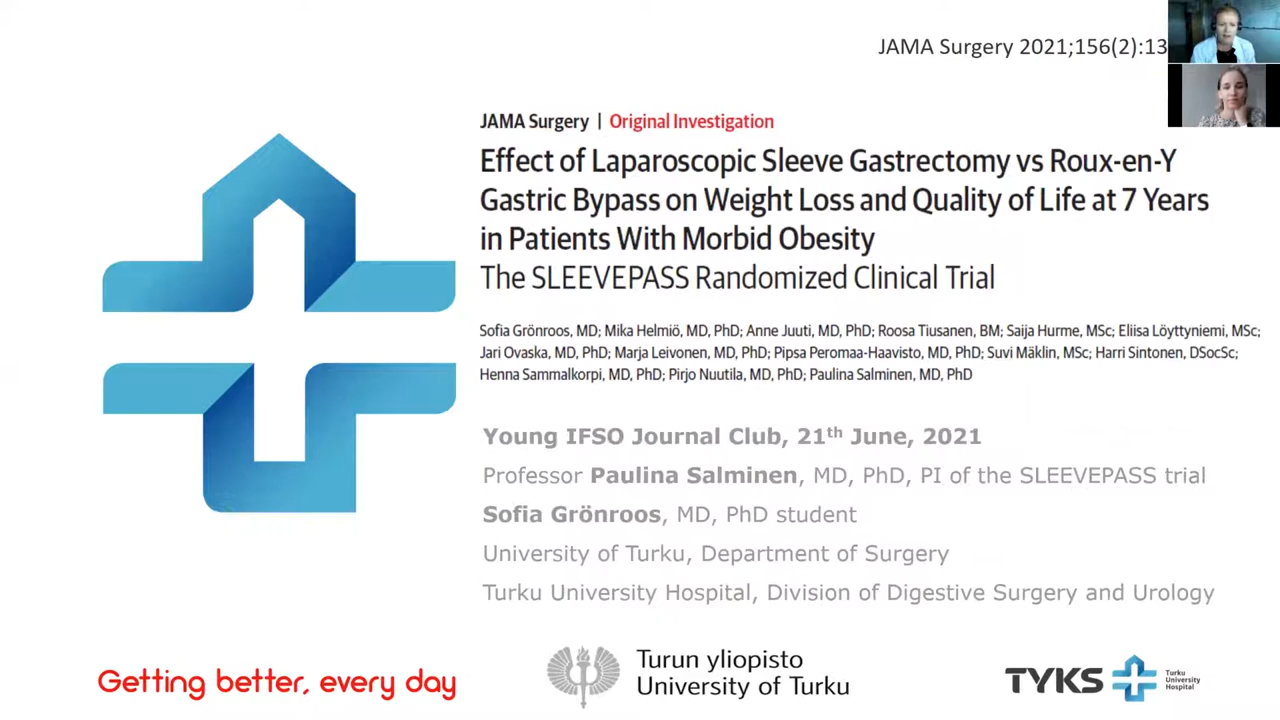 JAMA Surgery 2021;156(2):13
JAMA Surgery | Original Investigation
Effect of Laparoscopic Sleeve Gastrectomy vs Roux-en-Y
Gastric Bypass on Weight Loss and Quality of Life at 7 Years
in Patients With Morbid Obesity
The SLEEVEPASS Randomized Clinical Trial
Sofia Grönroos, MD; Mika Helmiö, MD, PhD; Anne Juuti, MD, PhD; Roosa Tiusanen, BM; Saija Hurme, MSc; Eliisa Löyttyniemi, MSc;
Jari Ovaska, MD, PhD; Marja Leivonen, MD, PhD; Pipsa Peromaa-Haavisto, MD, PhD; Suvi Mäklin, MSc; Harri Sintonen, DSocSc;
Henna Sammalkorpi, MD, PhD; Pirjo Nuutila, MD, PhD; Paulina Salminen, MD, PhD
Young IFSO Journal Club, 21th June, 2021
Professor Paulina Salminen, MD, PhD, PI of the SLEEVEPASS trial
Sofia Grönroos, MD, PhD student
University of Turku, Department of Surgery
Turku University Hospital, Division of Digestive Surgery and Urology
Getting better, every day
Turun yliopisto
University of Turku
TYKS
Turku
University
Hospital